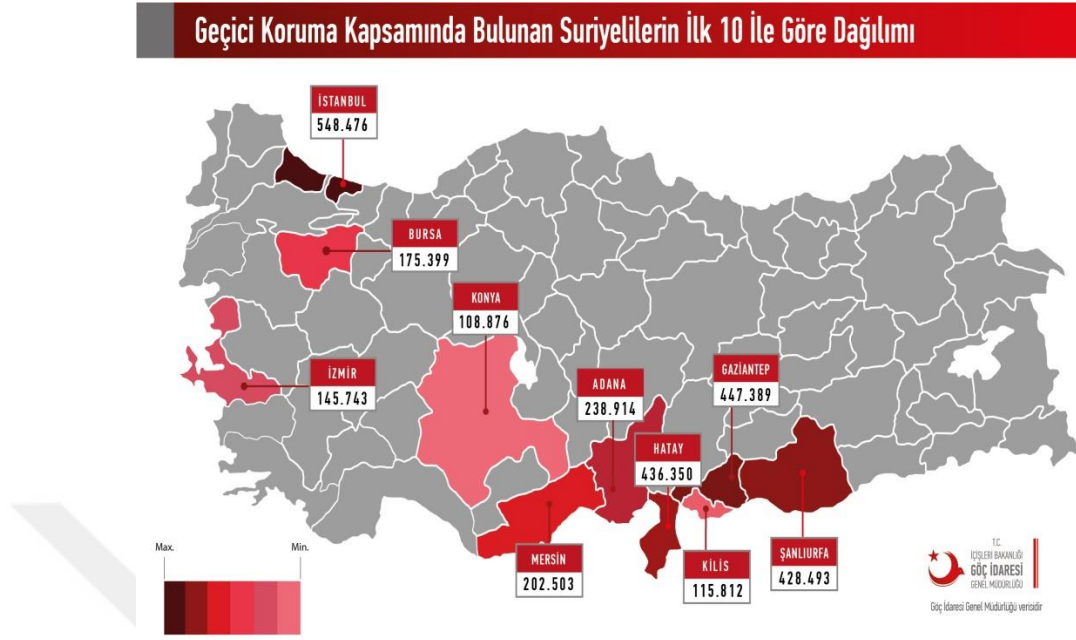 Geçici Koruma Kapsamında Bulunan Suriyelilerin İlk 10 İle Göre Dağılımı
İSTANBUL
548.476
BURSA
175.399
KONYA
108.876
İZMİR
145.743
ADANA
238.914
GAZİANTEP
447.389
HATAY
436.350
MERSİN
202.503
KİLİS
115.812
ŞANLIURFA
428.493
Max.
Min.
T.C.
İÇİŞLERİ BAKANLIĞI
GÖÇ İDARESİ
GENEL MÜDÜRLÜĞÜ
Göç İdaresi Genel Müdürlüğü verisidir